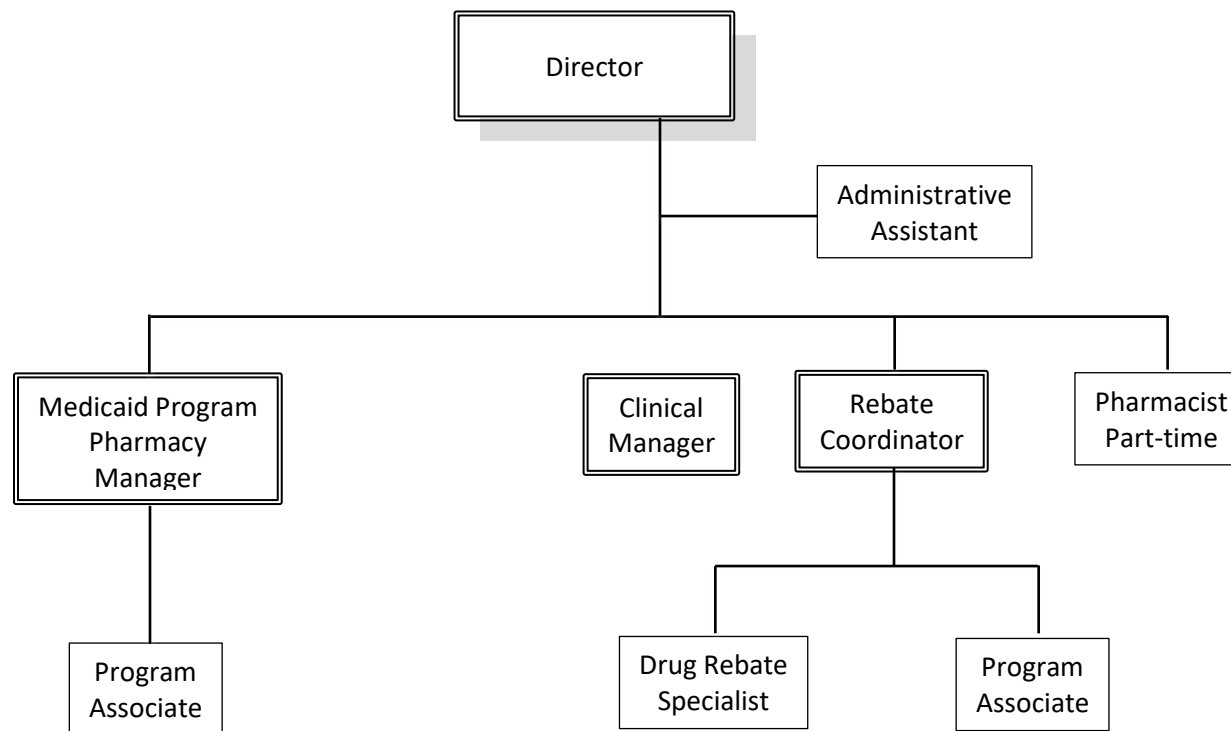 Director
Administrative
Assistant
Medicaid Program
Pharmacy
Manager
Clinical
Manager
Rebate
Coordinator
Pharmacist
Part-time
Program
Associate
Drug Rebate
Specialist
Program
Associate